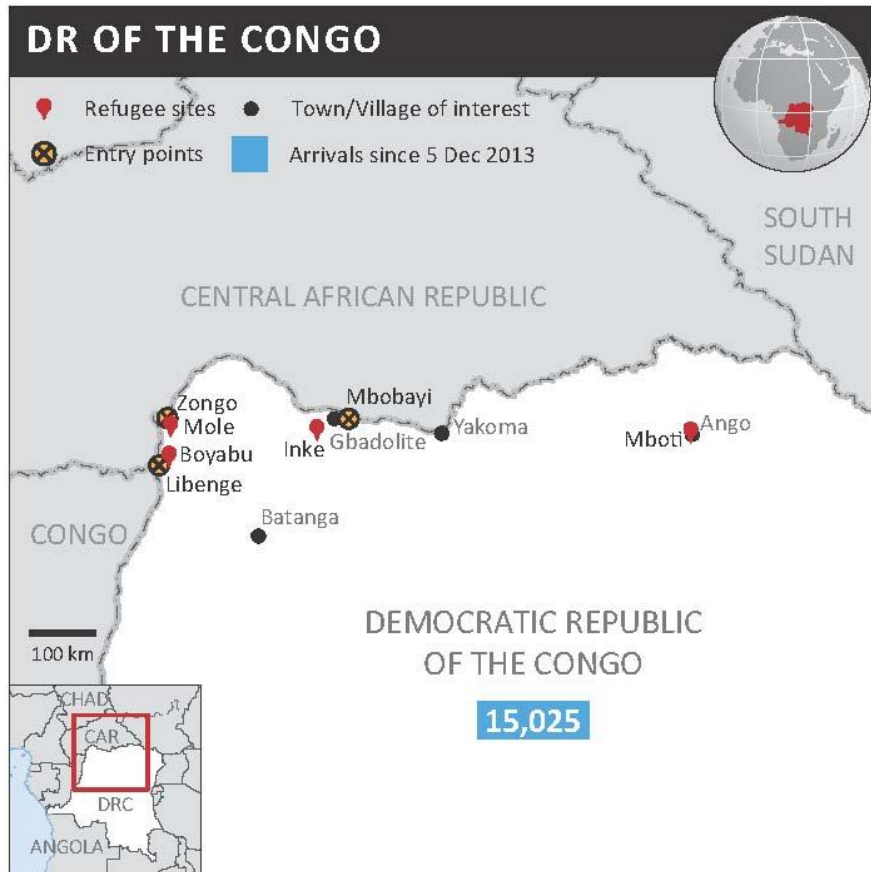 DR OF THE CONGO
Refugee sites
Town/Village of interest
Entry points
Arrivals since 5 Dec 2013
SOUTH
SUDAN
CENTRAL AFRICAN REPUBLIC
Zongo
Mole
Boyabu
Libenge
Mbobayi
Inke
Gbadolite
Yakoma
Mboti
Ango
Batanga
CONGO
DEMOCRATIC REPUBLIC
OF THE CONGO
15,025
100 km
CHAD
CAR
DRC
ANGOLA